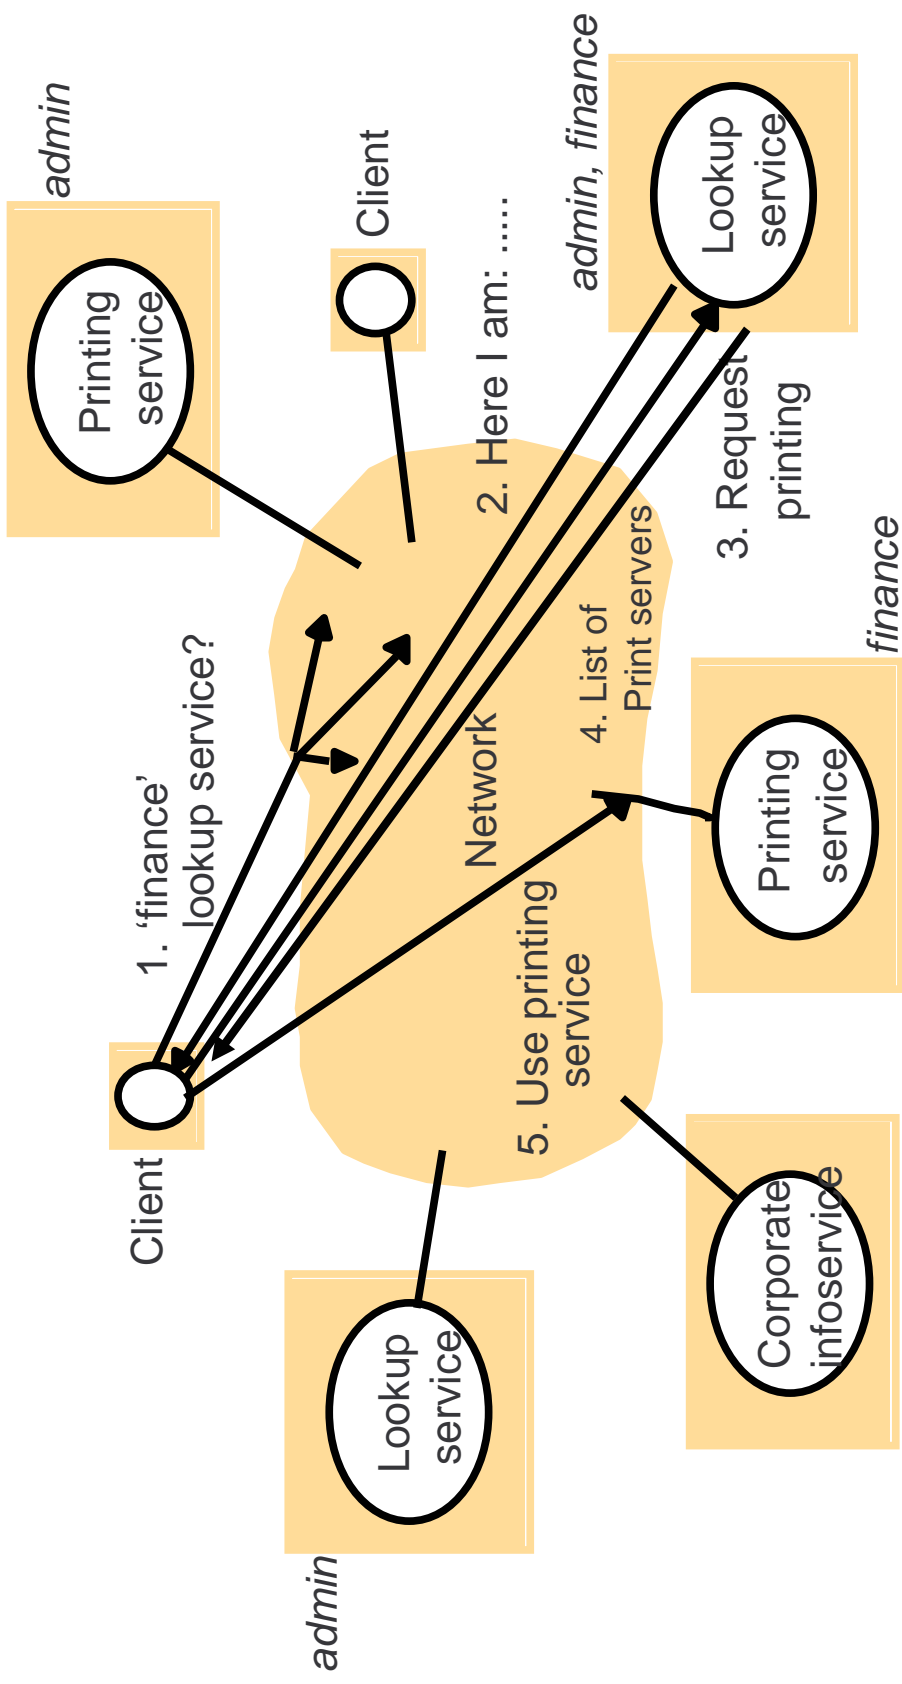 admin
Printing
service
Client
1. ‘finance’
lookup service?
admin
Client
Lookup
service
Network
2. Here I am: .....
5. Use printing
service
admin, finance
4. List of
Print servers
Lookup
service
3. Request
printing
Corporate
infoservice
Printing
service
finance